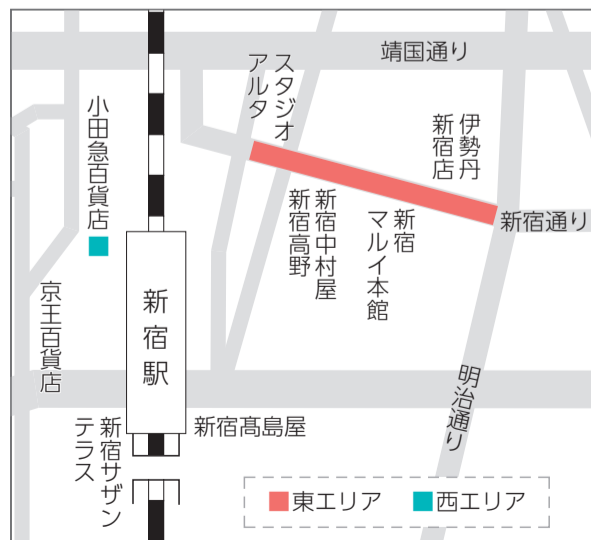 靖国通り
スタジオ
アルタ
伊勢丹
新宿店
小田急百貨店
新宿通り
新宿
マルイ本館
新宿中村屋
新宿高野
京王百貨店
新宿駅
明治通り
新宿髙島屋
新宿サザン
テラス
東エリア
西エリア